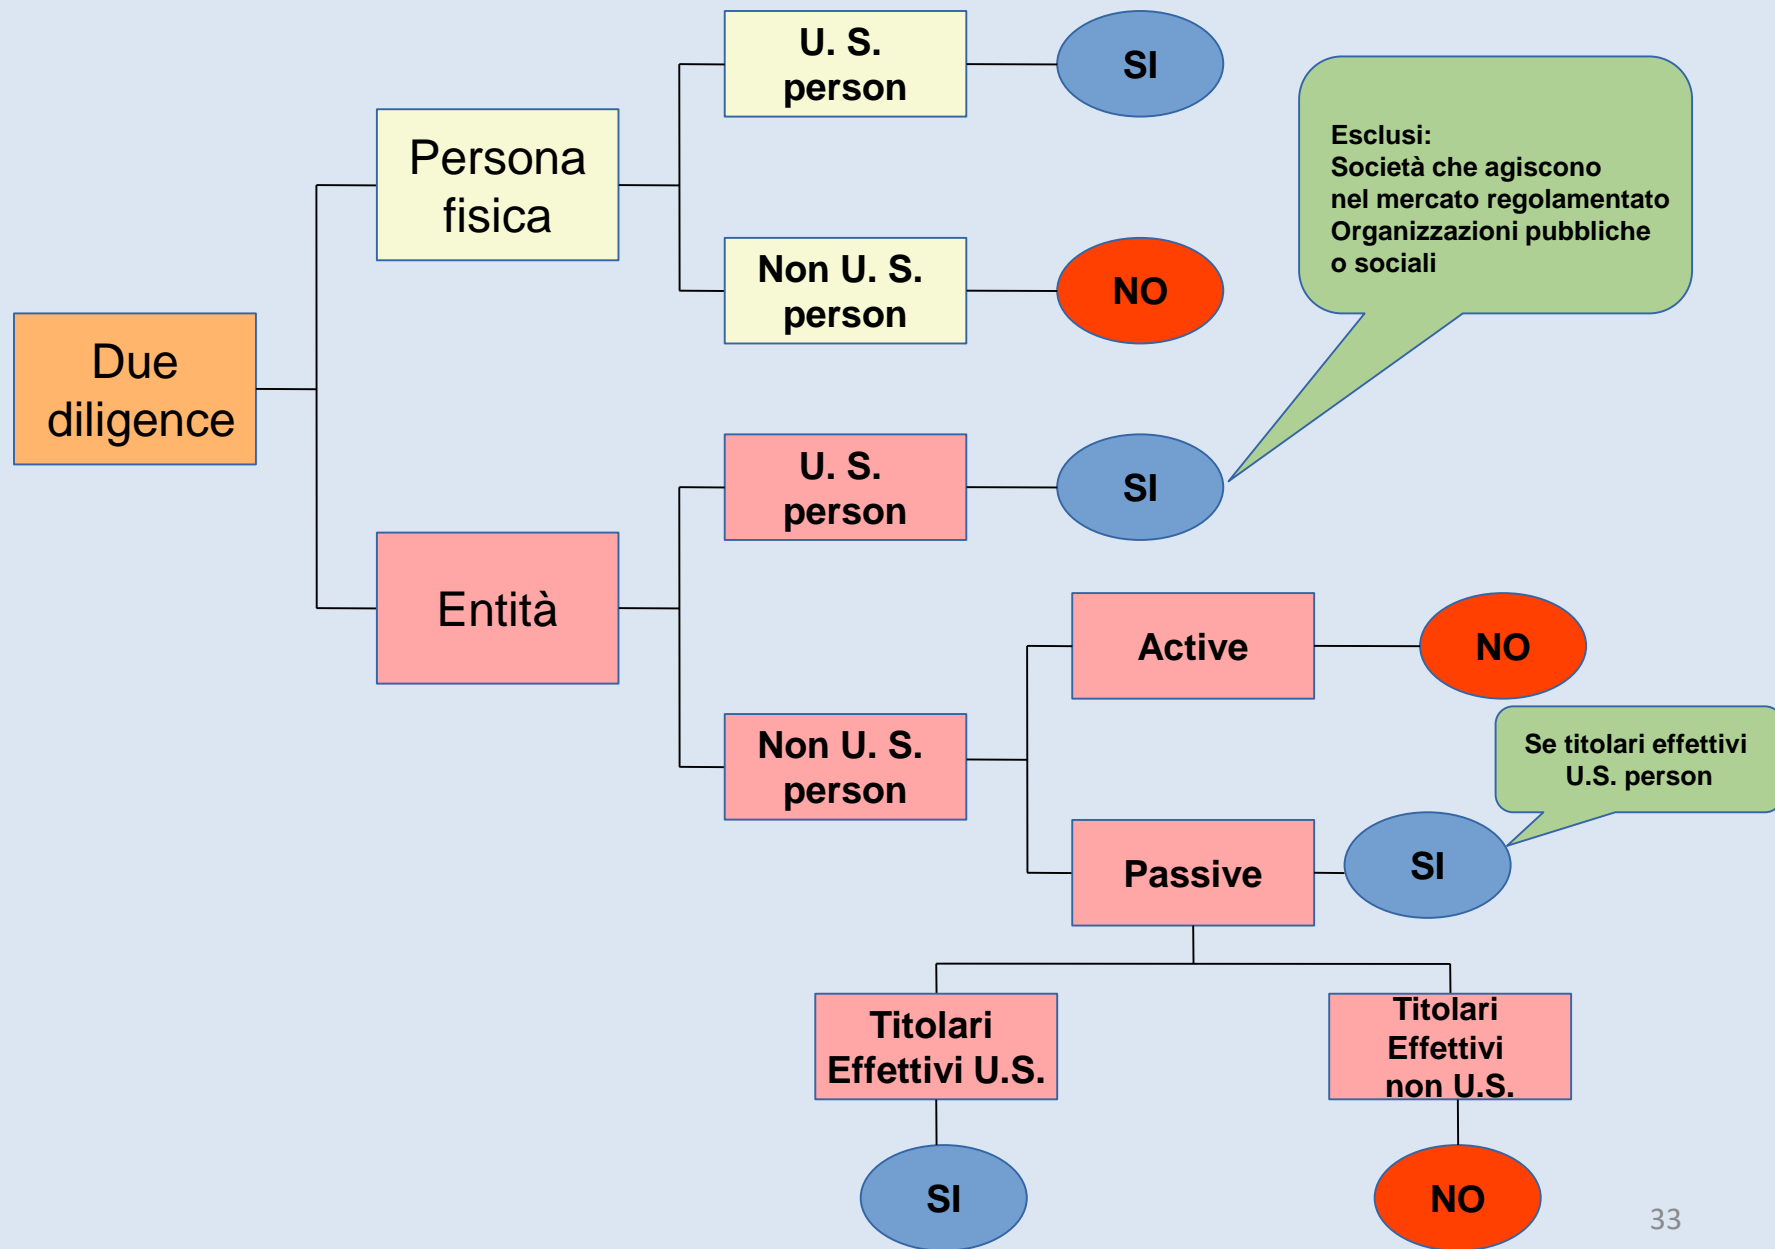 U. S.
person
SI
Esclusi:
Società che agiscono
nel mercato regolamentato
Organizzazioni pubbliche
o sociali
Persona
fisica
Non U. S.
person
NO
Due
diligence
U. S.
person
SI
Entità
Active
NO
Non U. S.
person
Se titolari effettivi
U.S. person
Passive
SI
Titolari
Effettivi U.S.
Titolari
Effettivi
non U.S.
SI
NO
33